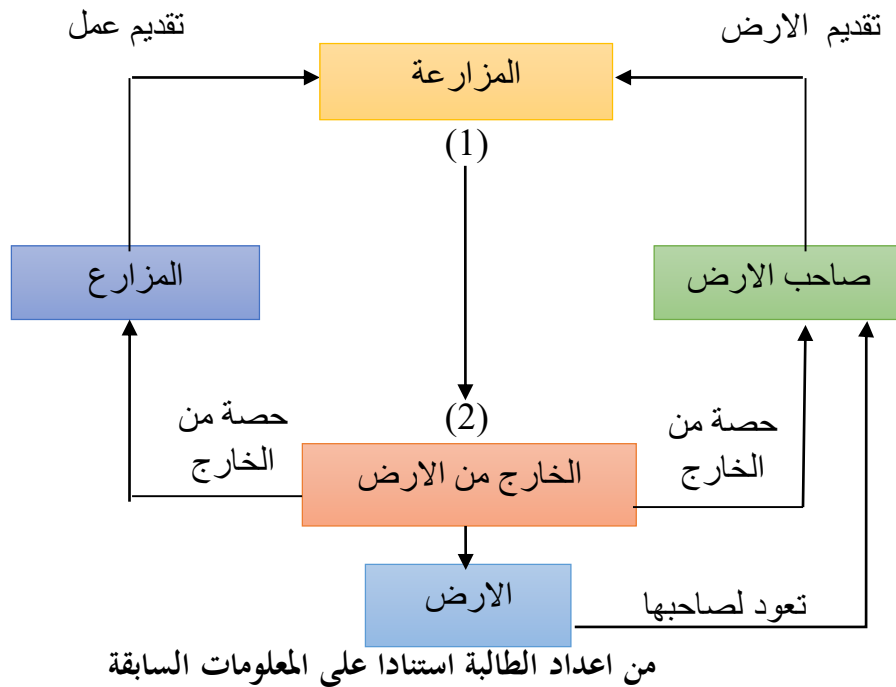 تقديم الارض
تقديم عمل
المزارعة
(1)
صاحب الارض
المزارع
(2)
حصة من
الخارج
حصة من
الخارج
الخارج من الارض
الارض
تعود لصاحبها
من اعداد الطالبة استنادا على المعلومات السابقة